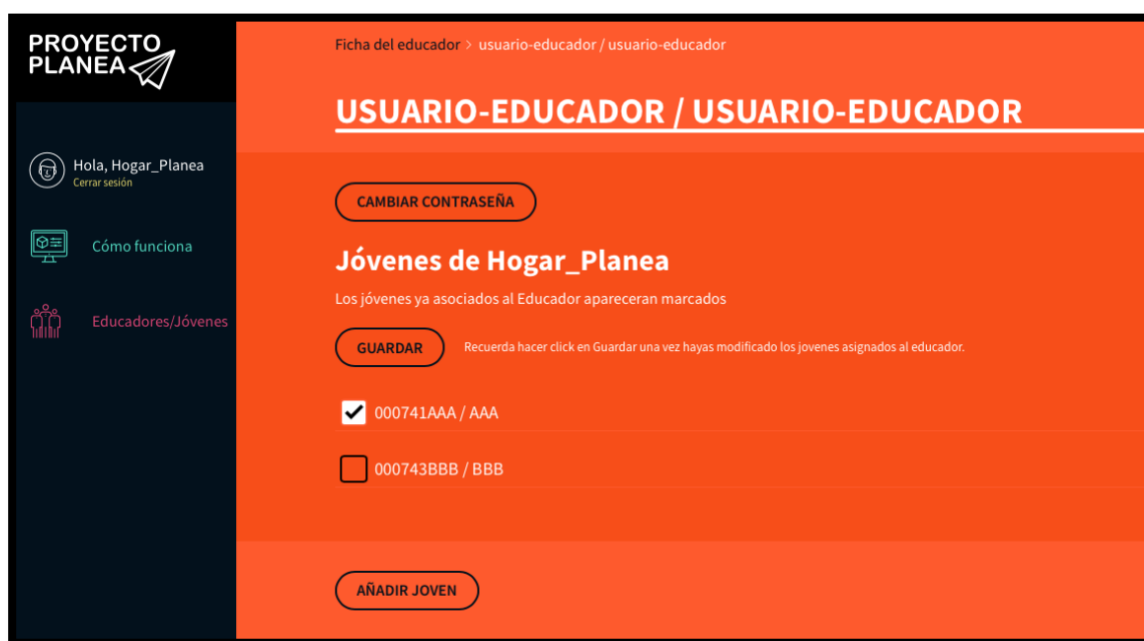 PROYECTO
PLANEA
Hola, Hogar_Planea
Cerrar sesión
Cómo funciona
Educadores/Jóvenes
Ficha del educador > usuario-educador / usuario-educador
USUARIO-EDUCADOR / USUARIO-EDUCADOR
CAMBIAR CONTRASEÑA
Jóvenes de Hogar_Planea
Los jóvenes ya asociados al Educador apareceran marcados
GUARDAR Recuerda hacer click en Guardar una vez hayas modificado los jovenes asignados al educador.
000741AAA / AAA
000743BBB / BBB
AÑADIR JOVEN